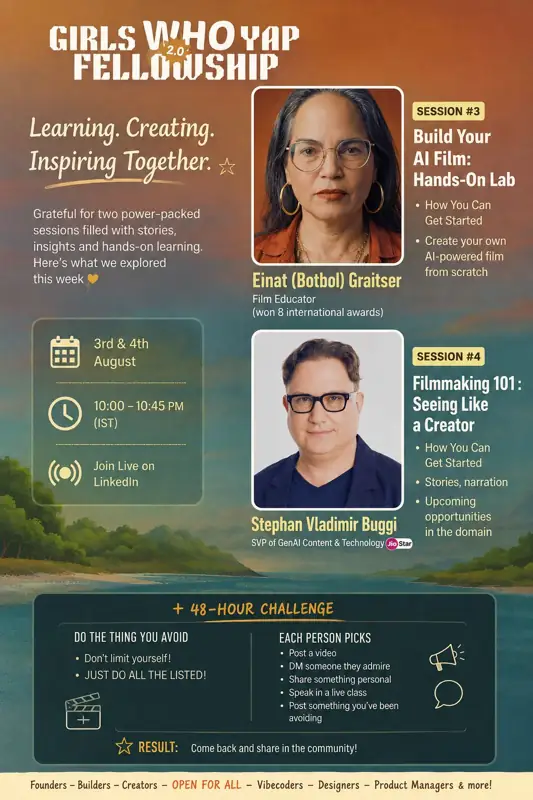 GIRLS WHO YAP
2.0
FELLOWSHIP
Learning. Creating.
Inspiring Together.
Grateful for two power-packed
sessions filled with stories,
insights and hands-on learning.
Here's what we explored
this week 🧡
3rd & 4th
August
10:00 – 10:45 PM
(IST)
Join Live on
LinkedIn
SESSION #3
Build Your
AI Film:
Hands-On Lab
• How You Can
Get Started
• Create your own
AI-powered film
from scratch
Einat (Botbol) Graitser
Film Educator
(won 8 international awards)
SESSION #4
Filmmaking 101:
Seeing Like
a Creator
• How You Can
Get Started
• Stories, narration
• Upcoming
opportunities
in the domain
Stephan Vladimir Buggi
SVP of GenAI Content & Technology JioStar
+ 48-HOUR CHALLENGE
DO THE THING YOU AVOID
• Don't limit yourself!
• JUST DO ALL THE LISTED!
EACH PERSON PICKS
• Post a video
• DM someone they admire
• Share something personal
• Speak in a live class
• Post something you've been
avoiding
RESULT: Come back and share in the community!
Founders – Builders – Creators – OPEN FOR ALL – Vibecoders – Designers – Product Managers & more!